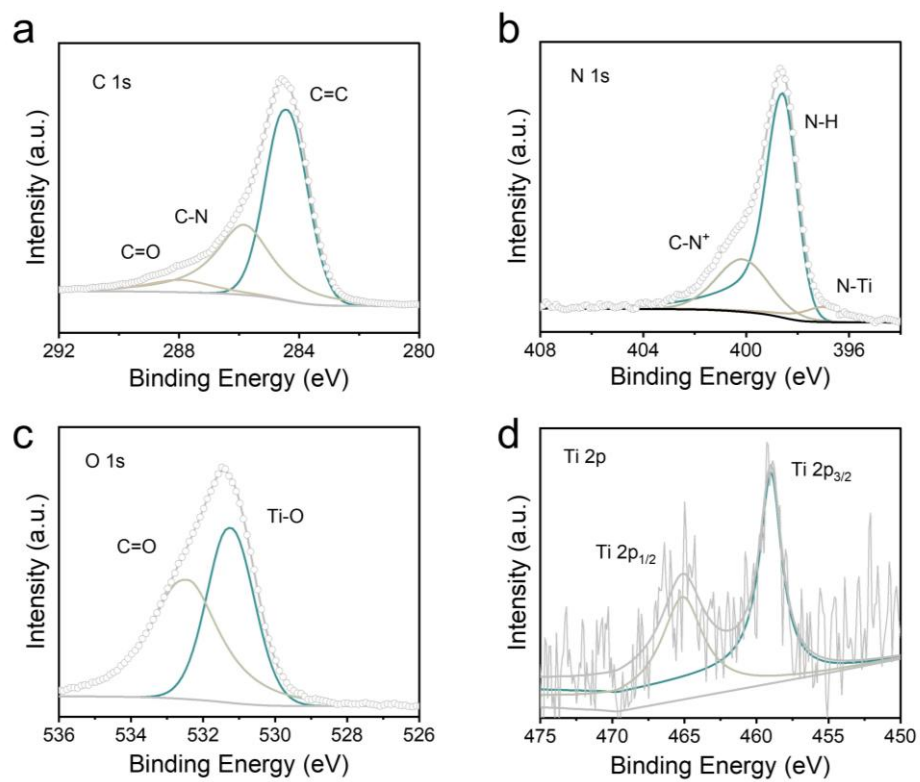 a
C 1s
C=C
C-N
C=O
Intensity (a.u.)
292 288 284 280
Binding Energy (eV)
b
N 1s
N-H
C-N⁺
N-Ti
Intensity (a.u.)
408 404 400 396
Binding Energy (eV)
c
O 1s
Ti-O
C=O
Intensity (a.u.)
536 534 532 530 528 526
Binding Energy (eV)
d
Ti 2p
Ti 2p₃/₂
Ti 2p₁/₂
Intensity (a.u.)
475 470 465 460 455 450
Binding Energy (eV)